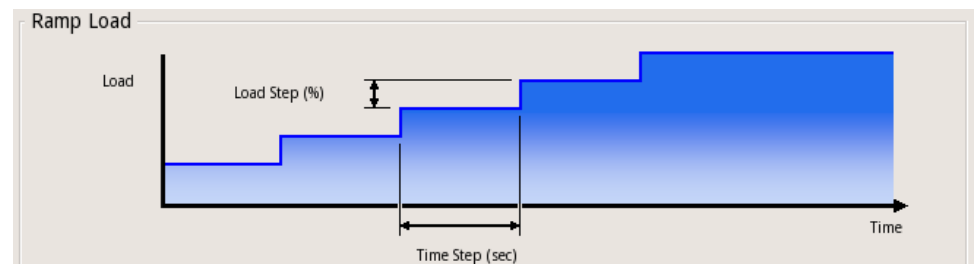 Ramp Load
Load
Load Step (%)
Time
Time Step (sec)